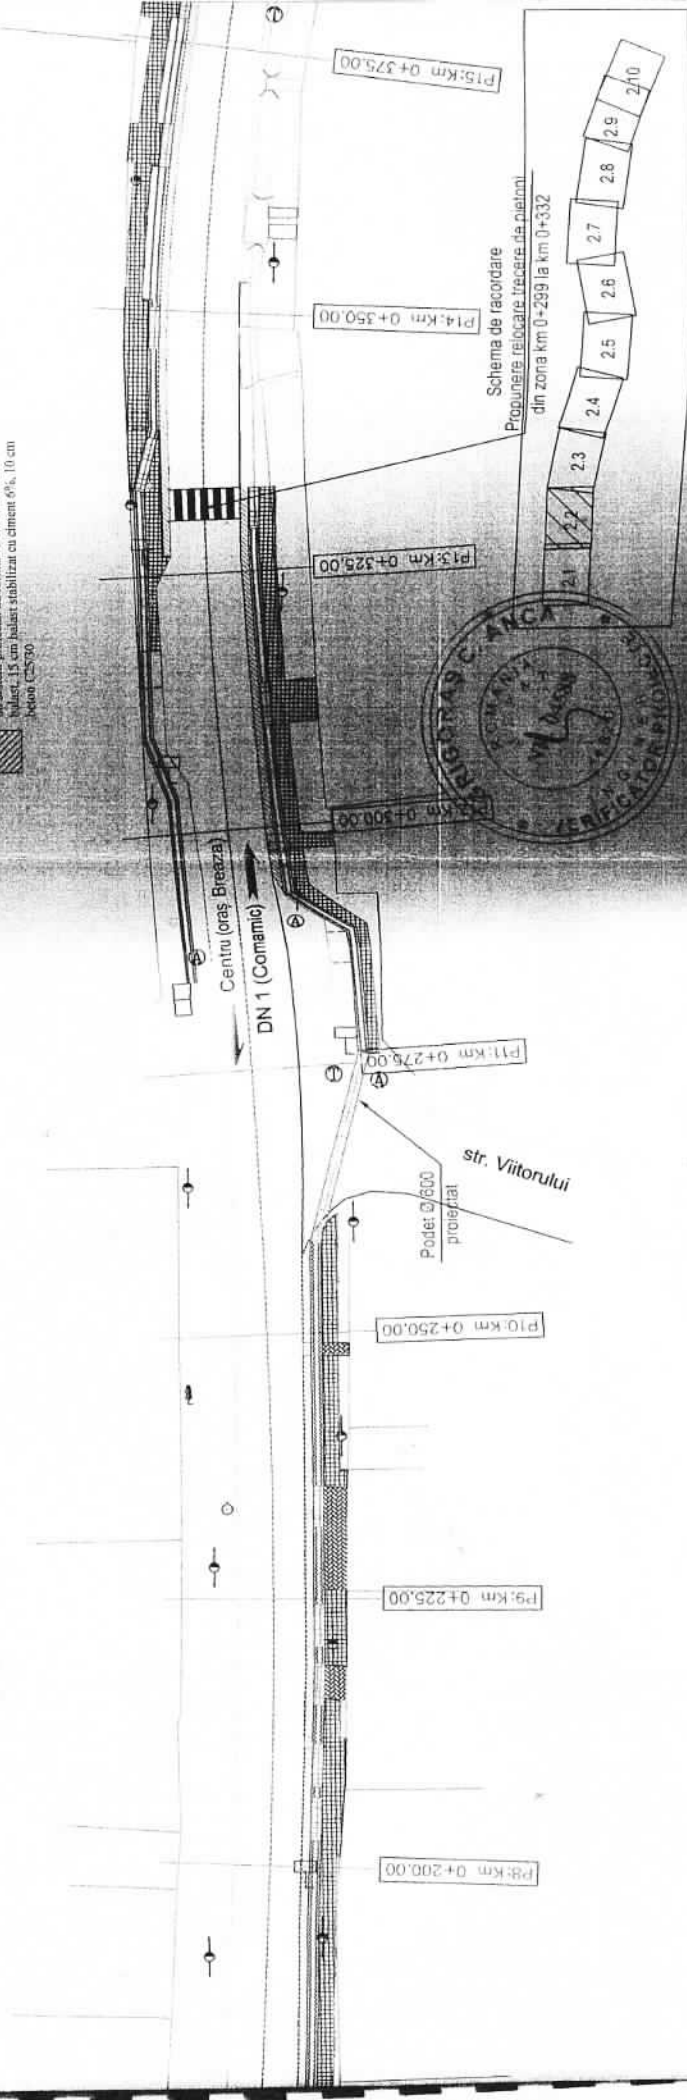 balast, 15 cm balast stabilizat cu ciment 6%, 10 cm
beton C25/30
P15:Km 0+375.00
P14:Km 0+350.00
P13:Km 0+325.00
Km 0+300.00
P11:Km 0+275.00
P10:Km 0+250.00
P9:Km 0+225.00
P8:Km 0+200.00
Schema de racordare
Propunere relocare trecere de pietoni
din zona km 0+299 la km 0+332
2.1
2.2
2.3
2.4
2.5
2.6
2.7
2.8
2.9
2.10
Centru (oraș Breaza)
DN 1 (Comarnic)
str. Viitorului
Podet Ø 600
proiectat
GRIGORAȘ C. ANCA
ROMANIA
VERIFICATOR